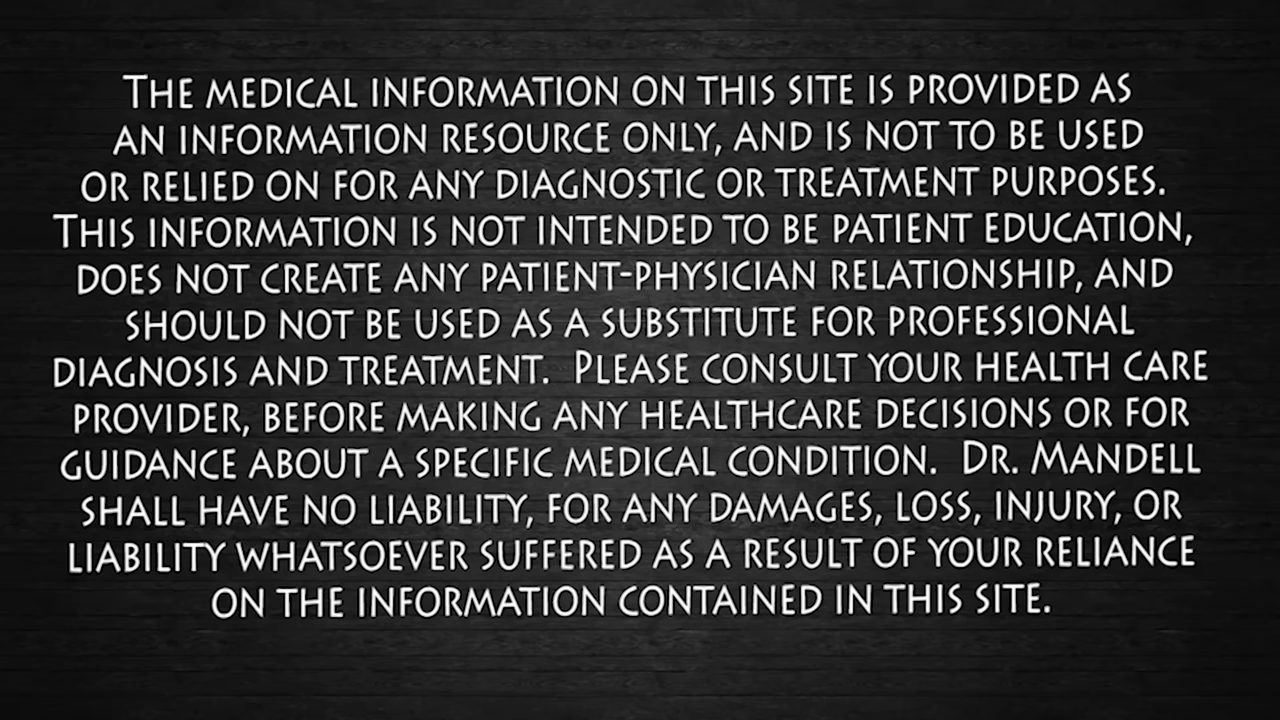 The medical information on this site is provided as
an information resource only, and is not to be used
or relied on for any diagnostic or treatment purposes.
This information is not intended to be patient education,
does not create any patient-physician relationship, and
should not be used as a substitute for professional
diagnosis and treatment.  Please consult your health care
provider, before making any healthcare decisions or for
guidance about a specific medical condition.  Dr. Mandell
shall have no liability, for any damages, loss, injury, or
liability whatsoever suffered as a result of your reliance
on the information contained in this site.